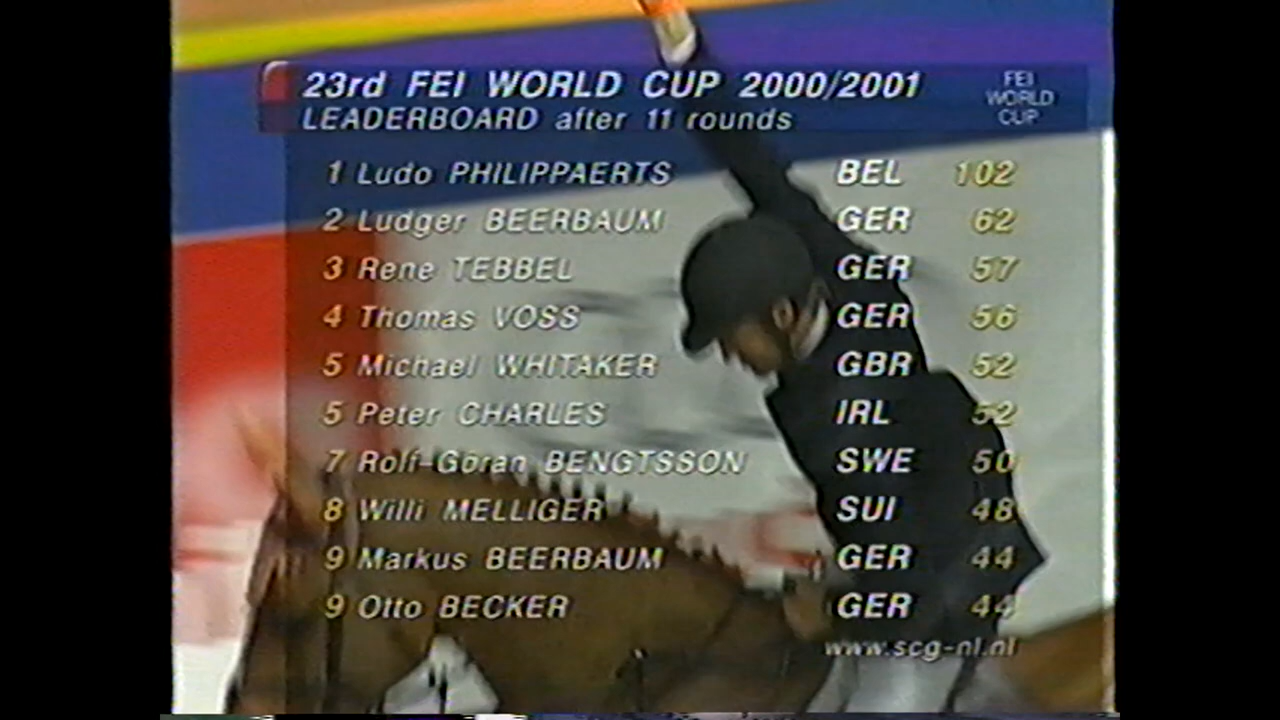 23rd FEI WORLD CUP 2000/2001
LEADERBOARD after 11 rounds
FEI
WORLD
CUP
1 Ludo PHILIPPAERTS BEL 102
2 Ludger BEERBAUM GER 62
3 Rene TEBBEL GER 57
4 Thomas VOSS GER 56
5 Michael WHITAKER GBR 52
5 Peter CHARLES IRL 52
7 Rolf-Göran BENGTSSON SWE 50
8 Willi MELLIGER SUI 48
9 Markus BEERBAUM GER 44
9 Otto BECKER GER 44
www.scg-nl.nl